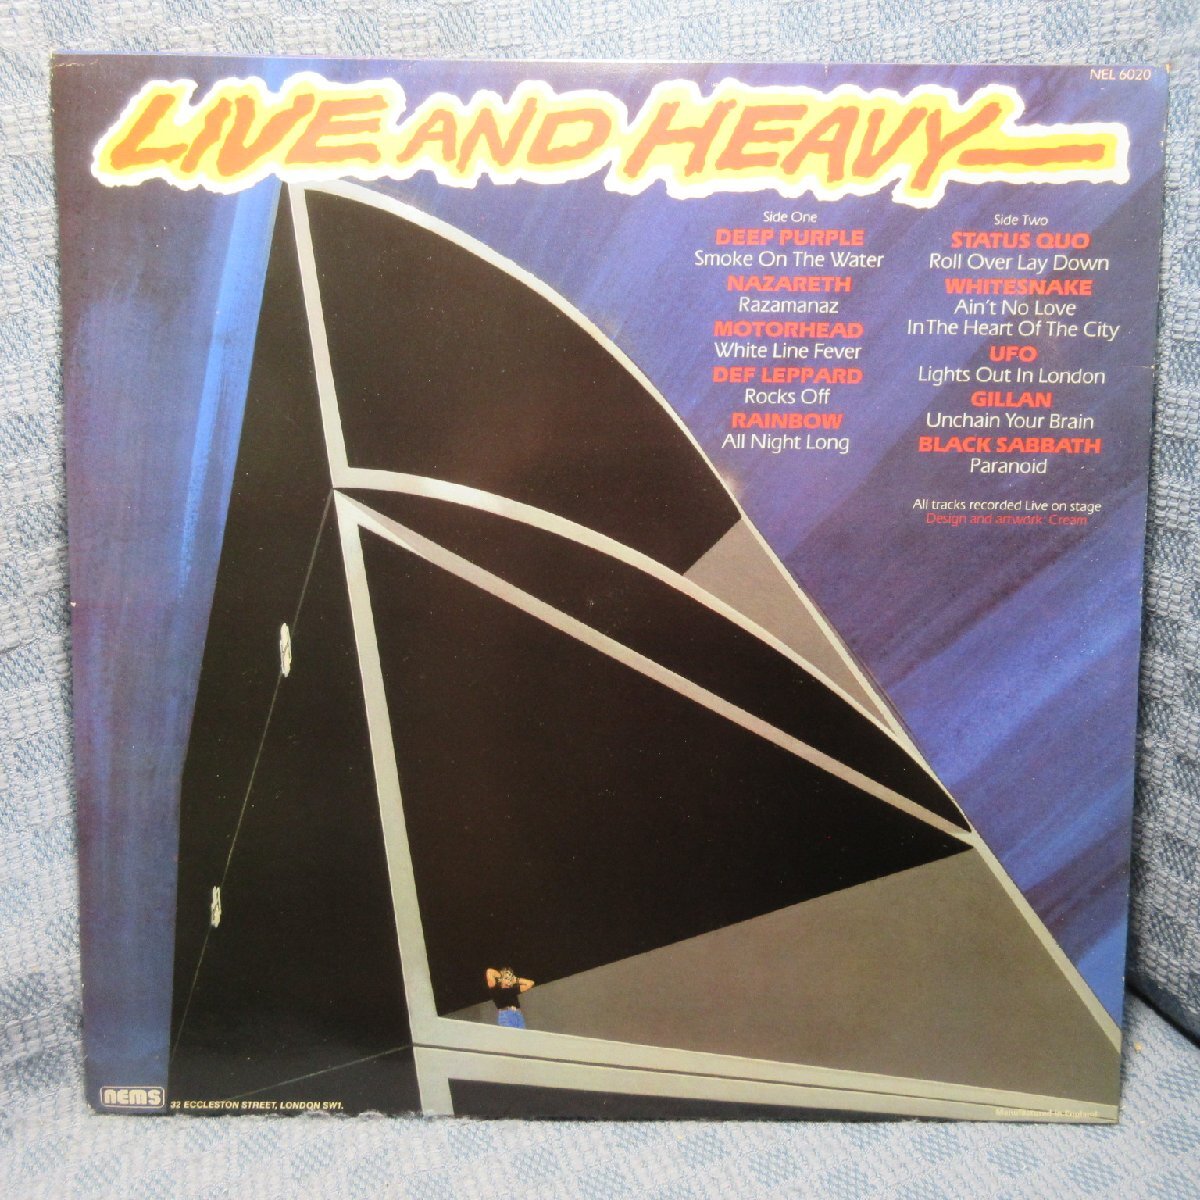 NEL 6020
LIVE AND HEAVY
Side One
DEEP PURPLE
Smoke On The Water
NAZARETH
Razamanaz
MOTORHEAD
White Line Fever
DEF LEPPARD
Rocks Off
RAINBOW
All Night Long
Side Two
STATUS QUO
Roll Over Lay Down
WHITESNAKE
Ain't No Love
In The Heart Of The City
UFO
Lights Out In London
GILLAN
Unchain Your Brain
BLACK SABBATH
Paranoid
All tracks recorded Live on stage
Design and artwork: Cream
nems
32 ECCLESTON STREET, LONDON SW1.
Manufactured in England